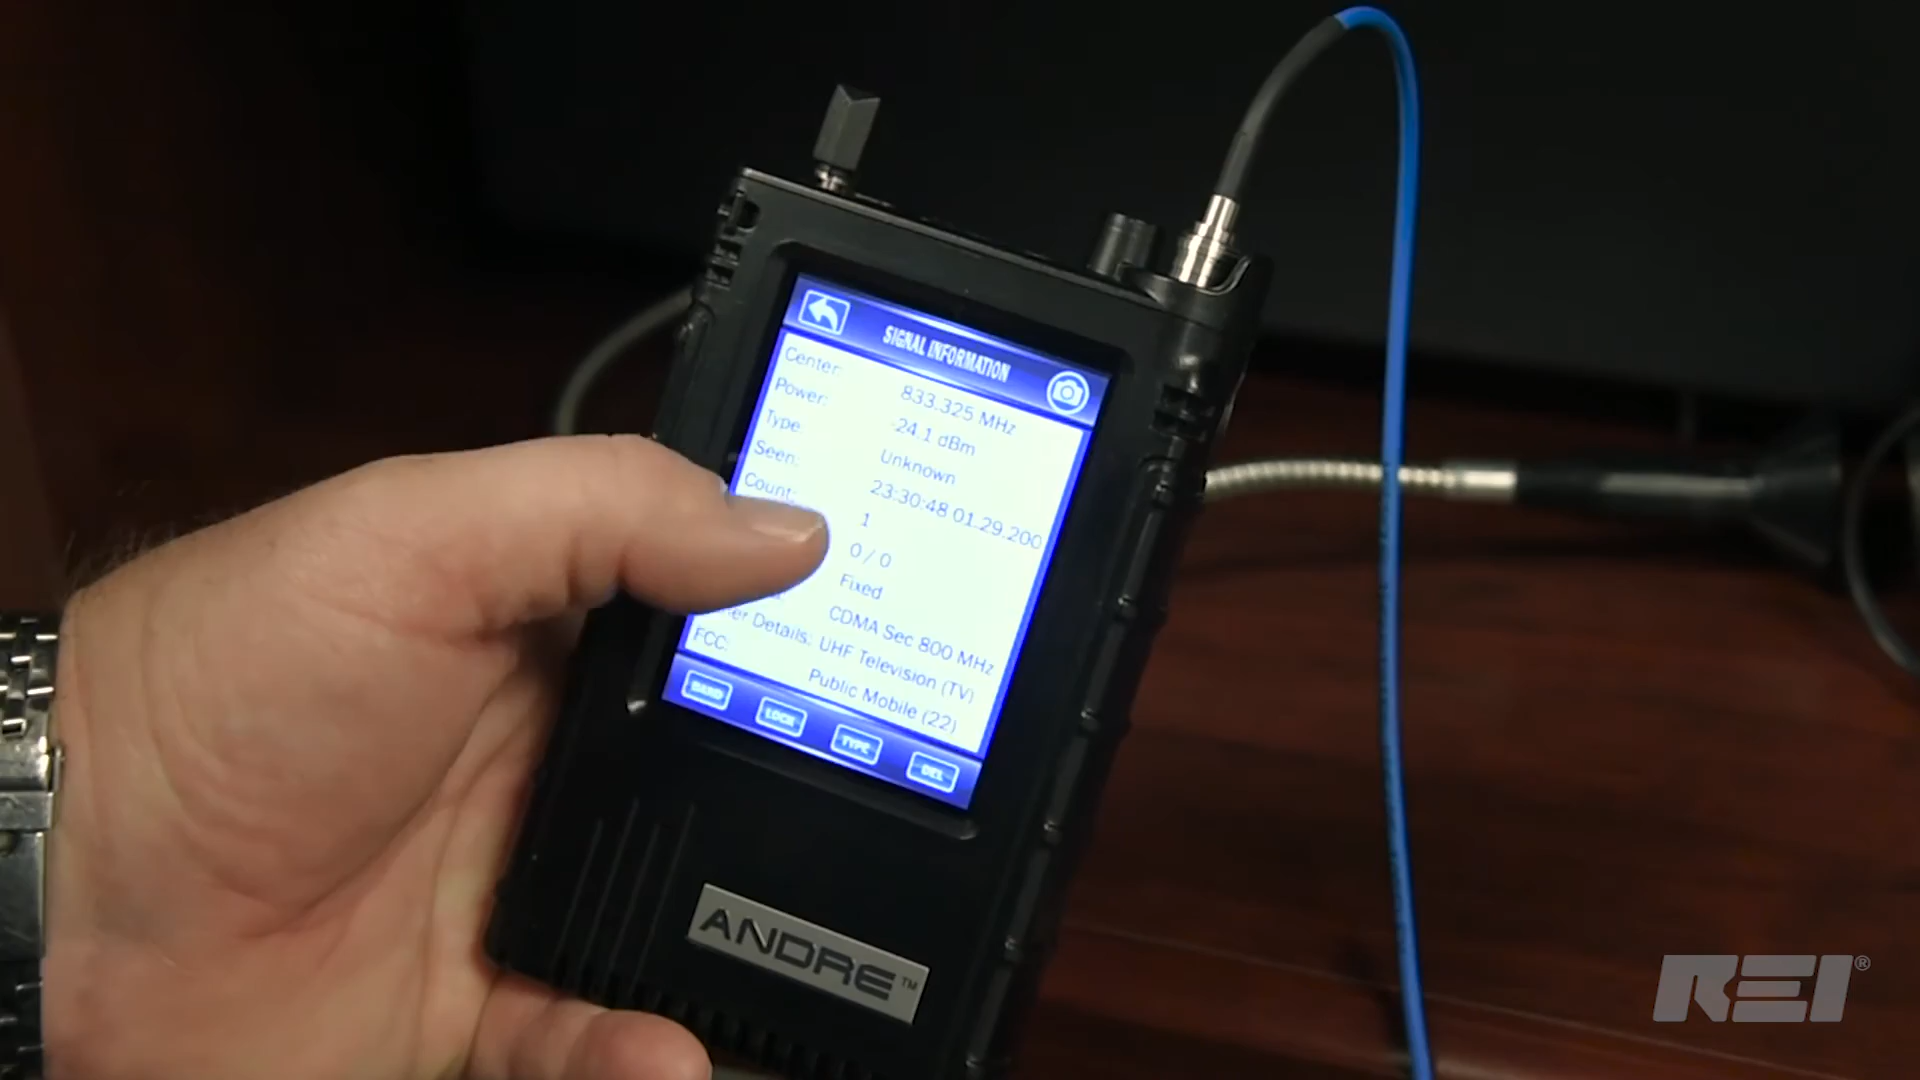 SIGNAL INFORMATION
Center: 833.325 MHz
Power: -24.1 dBm
Type: Unknown
Seen: 23:30:48 01.29.200
Count: 1
0 / 0
Fixed
CDMA Sec 800 MHz
Details: UHF Television (TV)
FCC: Public Mobile (22)
BAND LOCK TYPE DEL
ANDRE™
REI®